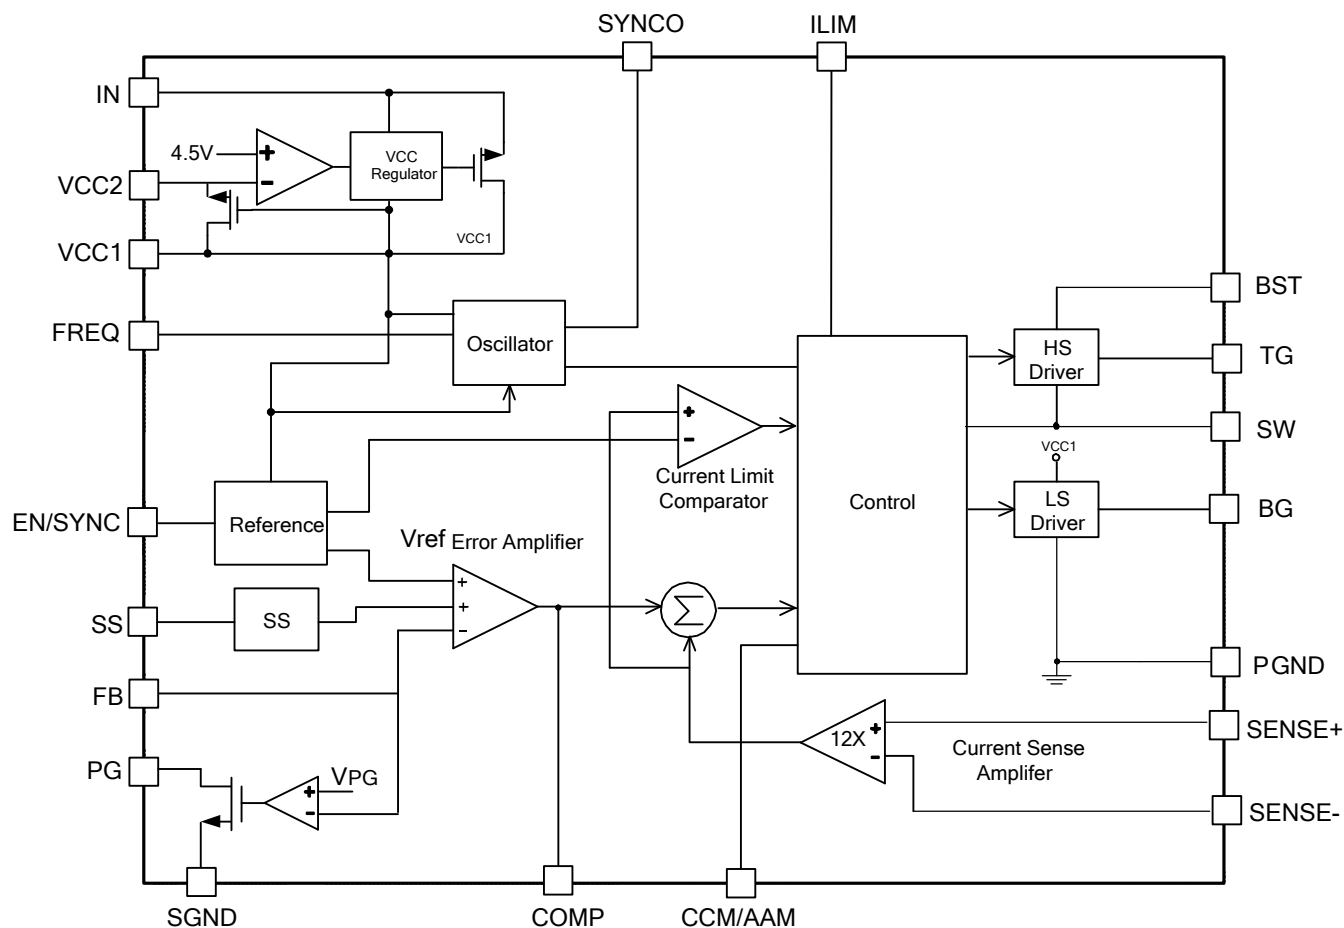 SYNCO
ILIM
IN
4.5V
+
-
VCC
Regulator
VCC2
VCC1
VCC1
FREQ
Oscillator
BST
HS
Driver
TG
+
-
Current Limit
Comparator
Control
SW
VCC1
LS
Driver
BG
EN/SYNC
Reference
Vref Error Amplifier
+
+
-
SS
SS
Σ
FB
PGND
12X
+
-
SENSE+
Current Sense
Amplifer
PG
VPG
+
-
SENSE-
SGND
COMP
CCM/AAM